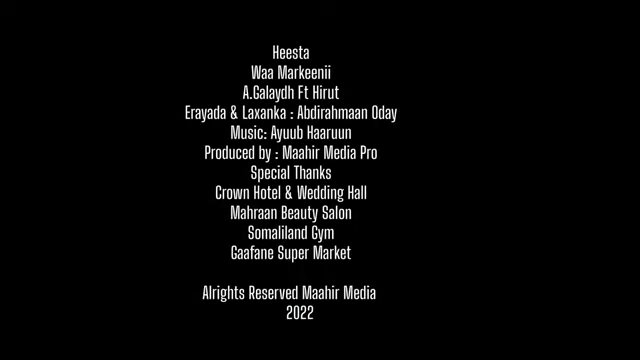 Heesta
Waa Markeenii
A.Galaydh Ft Hirut
Erayada & Laxanka : Abdirahmaan Oday
Music: Ayuub Haaruun
Produced by : Maahir Media Pro
Special Thanks
Crown Hotel & Wedding Hall
Mahraan Beauty Salon
Somaliland Gym
Gaafane Super Market
Alrights Reserved Maahir Media
2022